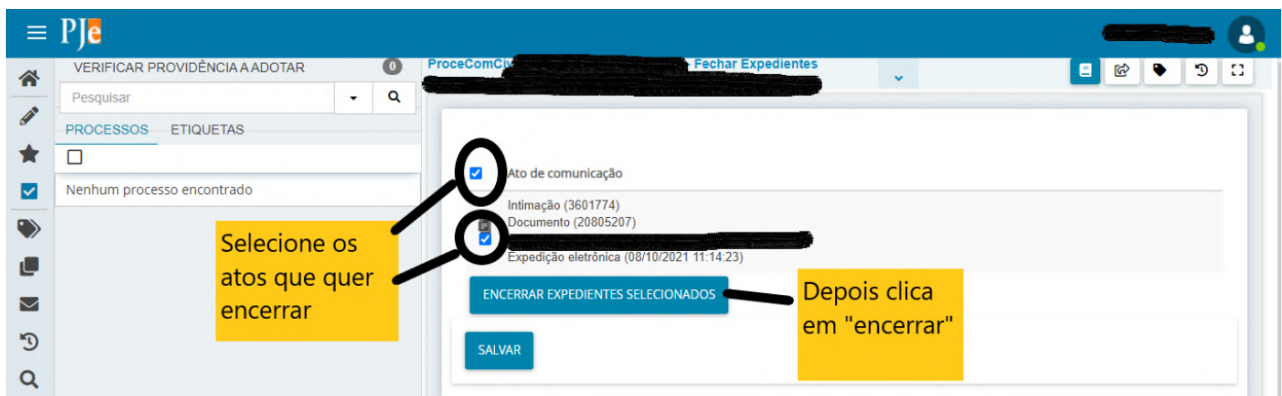 PJe
VERIFICAR PROVIDÊNCIA A ADOTAR 0
Pesquisar
PROCESSOS ETIQUETAS
Nenhum processo encontrado
Fechar Expedientes
Ato de comunicação
Intimação (3601774)
Documento (20805207)
Expedição eletrônica (08/10/2021 11:14:23)
ENCERRAR EXPEDIENTES SELECIONADOS
SALVAR
Selecione os
atos que quer
encerrar
Depois clica
em "encerrar"